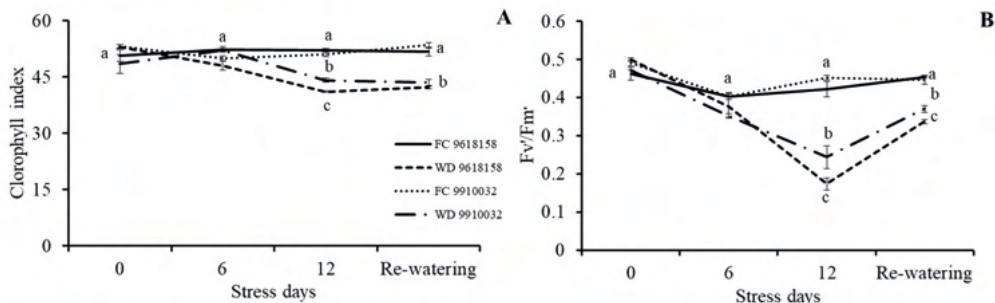 A
Clorophyll index
60
45
30
15
0
a
a
a
a
b
c
b
FC 9618158
WD 9618158
FC 9910032
WD 9910032
0 6 12 Re-watering
Stress days
B
Fv'/Fm'
0.6
0.5
0.4
0.3
0.2
0.1
0
a
a
a
a
b
c
b
c
0 6 12 Re-watering
Stress days